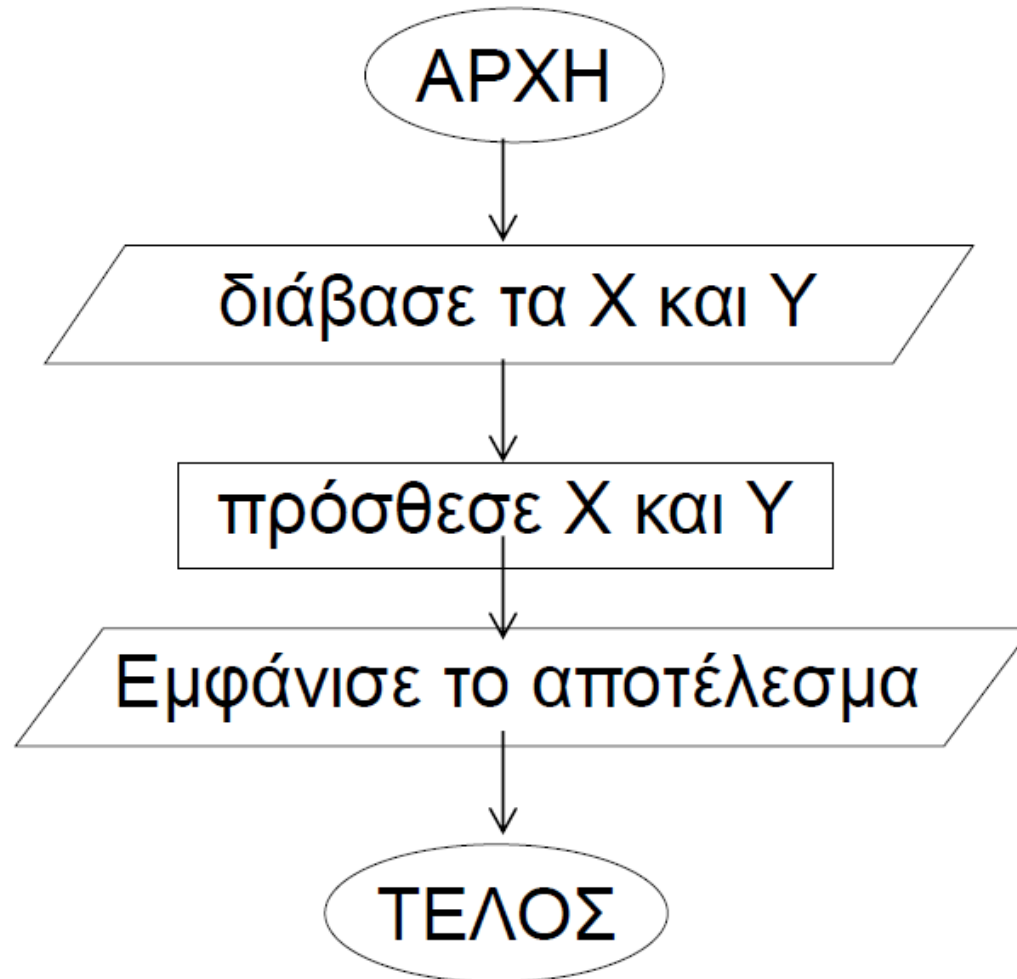 ΑΡΧΗ
διάβασε τα Χ και Υ
πρόσθεσε Χ και Υ
Εμφάνισε το αποτέλεσμα
ΤΕΛΟΣ